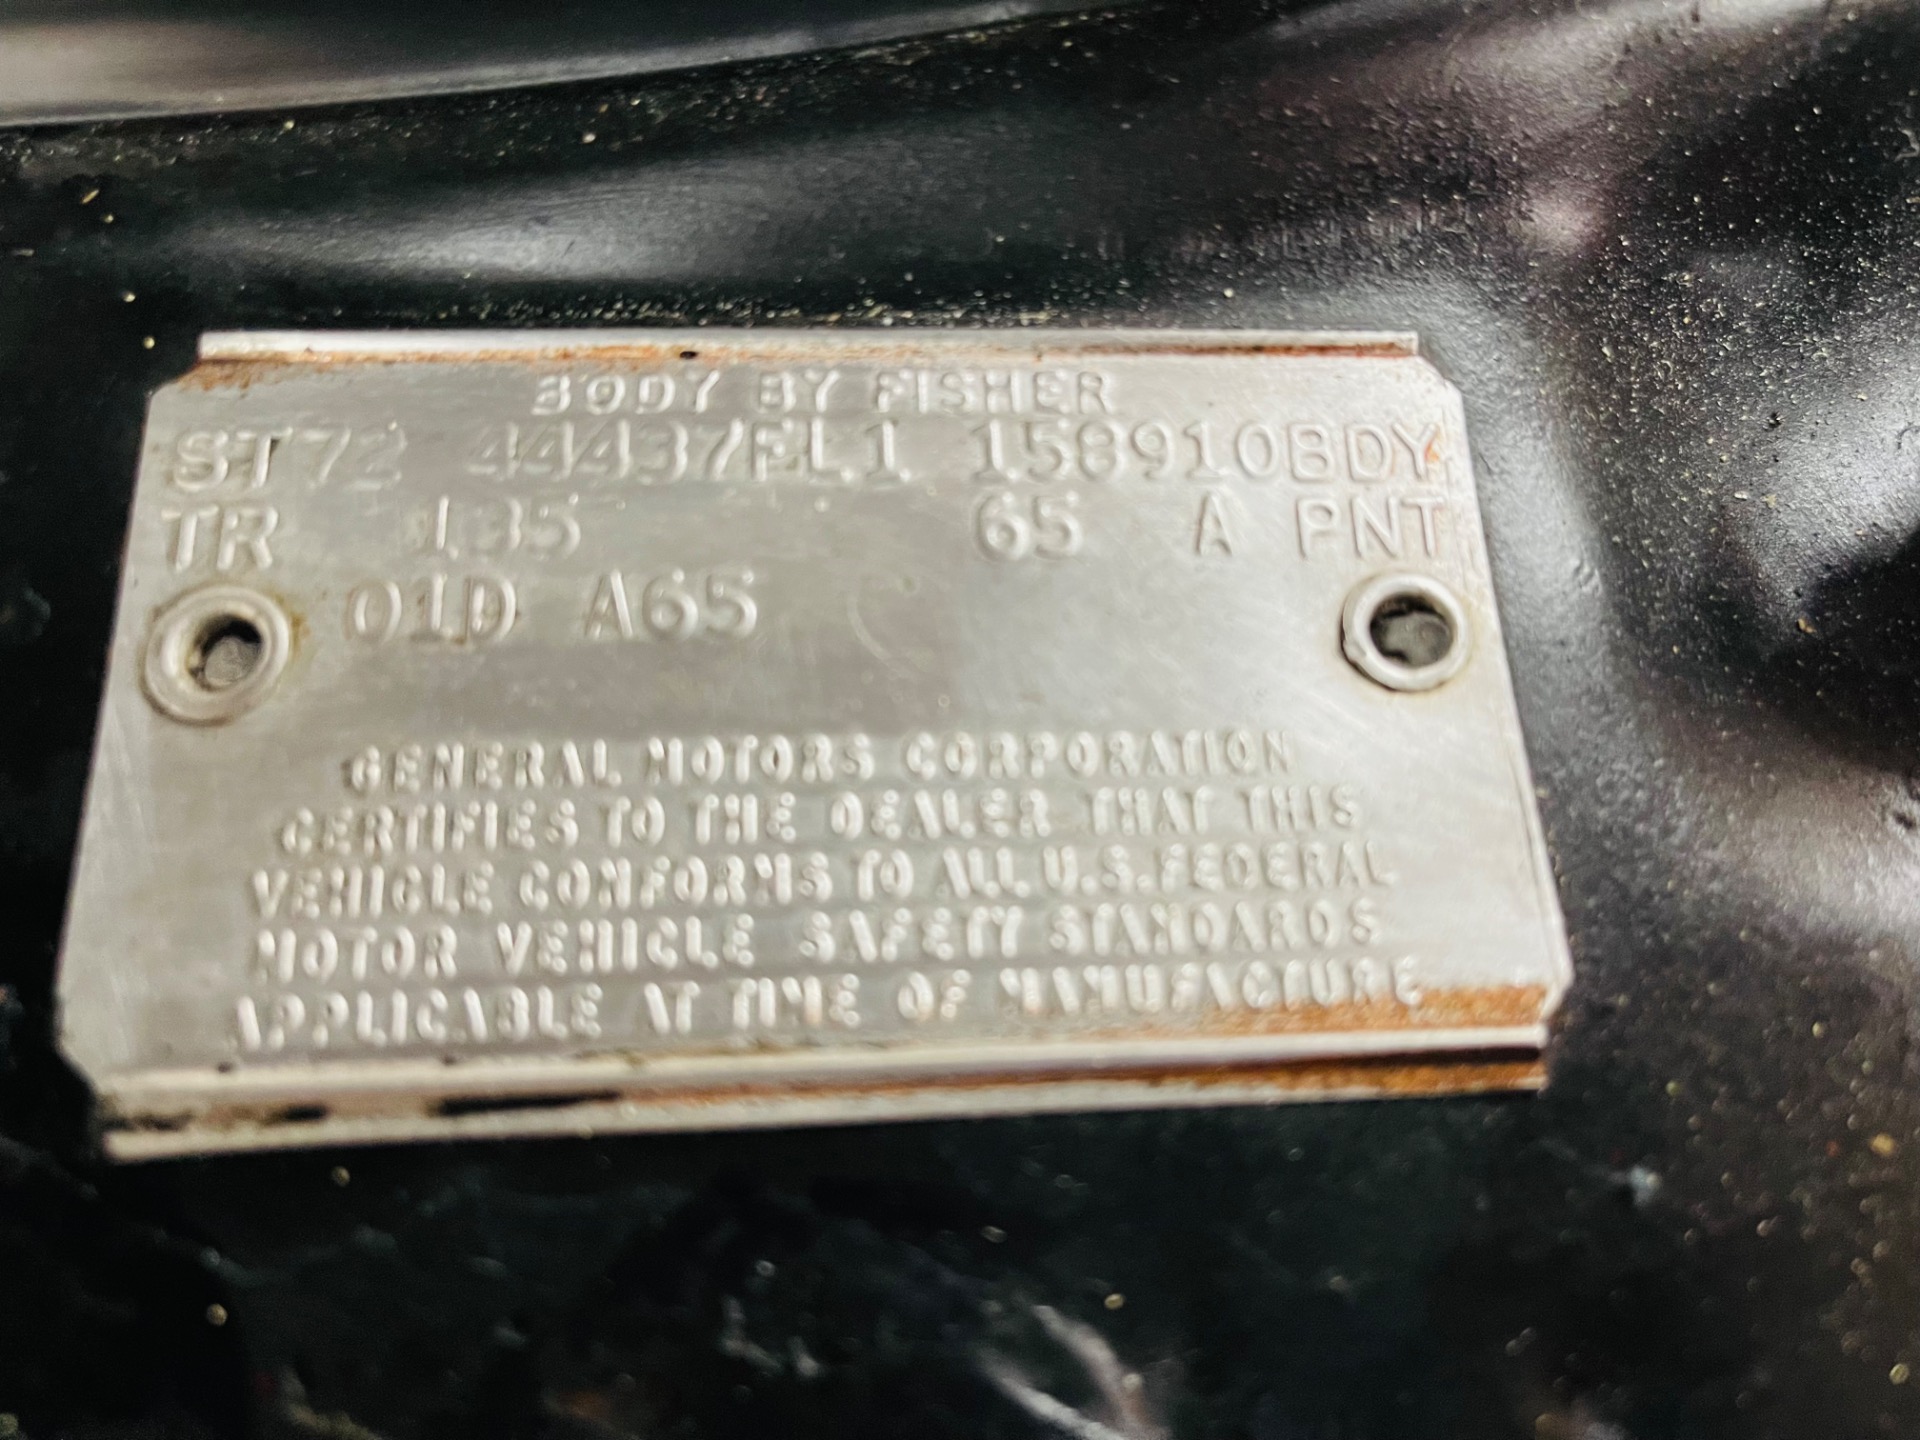 BODY BY FISHER
ST72 44437FL1 158910BDY
TR 135 65 A PNT
01D A65
GENERAL MOTORS CORPORATION
CERTIFIES TO THE DEALER THAT THIS
VEHICLE CONFORMS TO ALL U.S. FEDERAL
MOTOR VEHICLE SAFETY STANDARDS
APPLICABLE AT TIME OF MANUFACTURE